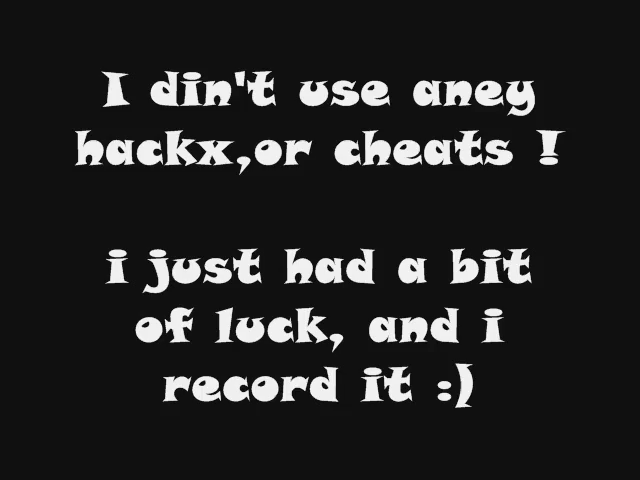 I din't use aney
hackx,or cheats !
i just had a bit
of luck, and i
record it :)